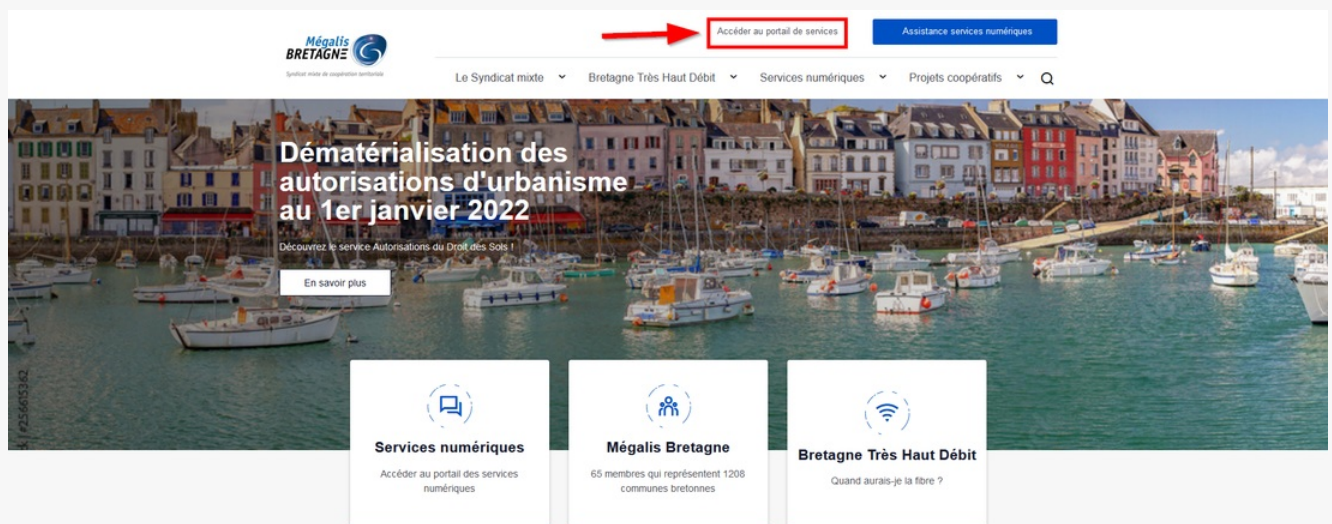 Accéder au portail de services
Assistance services numériques
Mégalis
BRETAGNE
Syndicat mixte de coopération territoriale
Le Syndicat mixte
Bretagne Très Haut Débit
Services numériques
Projets coopératifs
Dématérialisation des
autorisations d'urbanisme
au 1er janvier 2022
Découvrez le service Autorisations du Droit des Sols !
En savoir plus
#256615362
Services numériques
Accéder au portail des services
numériques
Mégalis Bretagne
65 membres qui représentent 1208
communes bretonnes
Bretagne Très Haut Débit
Quand aurais-je la fibre ?